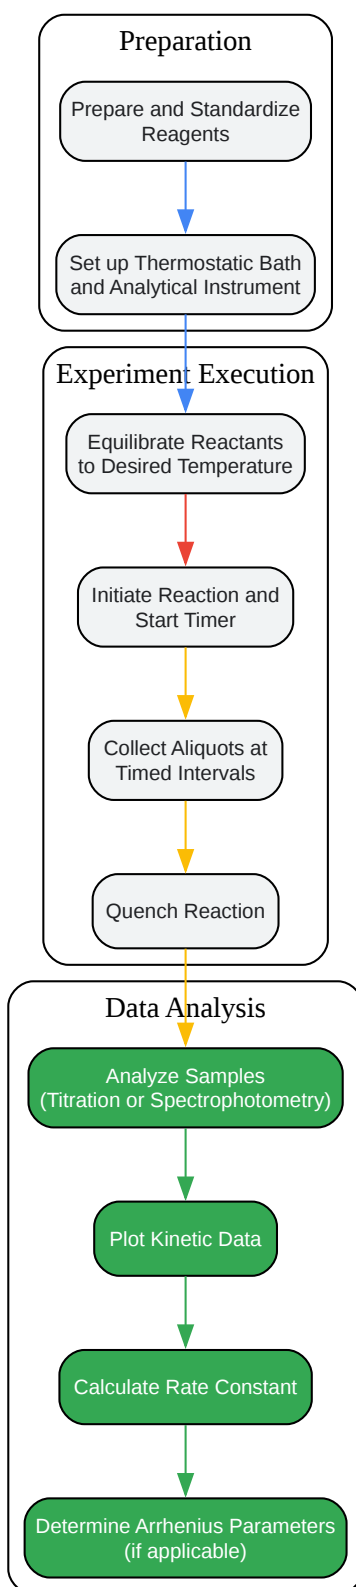 Preparation
Prepare and Standardize
Reagents
Set up Thermostatic Bath
and Analytical Instrument
Experiment Execution
Equilibrate Reactants
to Desired Temperature
Initiate Reaction and
Start Timer
Collect Aliquots at
Timed Intervals
Quench Reaction
Data Analysis
Analyze Samples
(Titration or Spectrophotometry)
Plot Kinetic Data
Calculate Rate Constant
Determine Arrhenius Parameters
(if applicable)